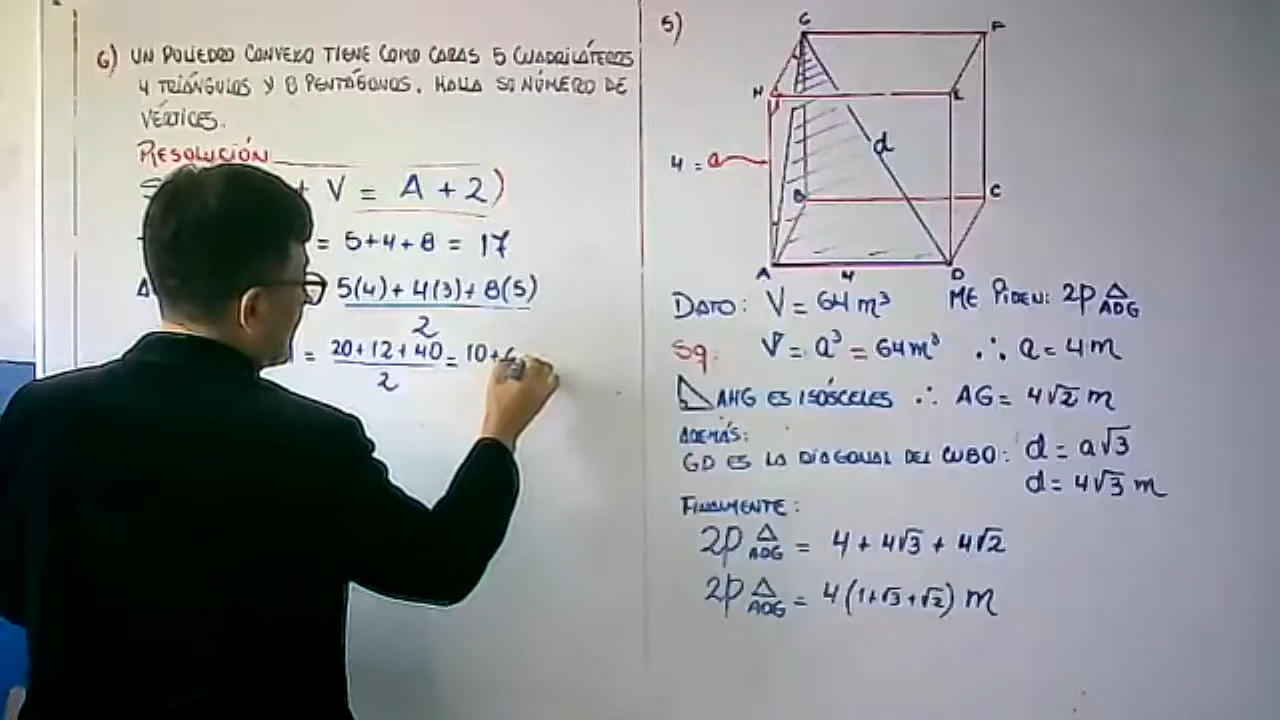 6) UN POLIEDRO CONVEXO TIENE COMO CARAS 5 CUADRILÁTEROS
4 TRIÁNGULOS Y 8 PENTÁGONOS. HALLA SU NÚMERO DE
VÉRTICES.
RESOLUCIÓN
+ V = A + 2)
= 5+4+8 = 17
5(4)+4(3)+8(5)
2
= 20+12+40 = 10+6
2
5)
G
F
H
E
4 = a
d
B
C
A
4
D
DATO: V = 64 m³ ME PIDEN: 2p △ ADG
Sq: V = a³ = 64 m³ ∴ a = 4 m
◺ AHG ES ISÓSCELES ∴ AG = 4√2 m
ADEMÁS:
GD ES LA DIAGONAL DEL CUBO: d = a√3
d = 4√3 m
FINALMENTE:
2p △ ADG = 4 + 4√3 + 4√2
2p △ ADG = 4(1+√3+√2) m